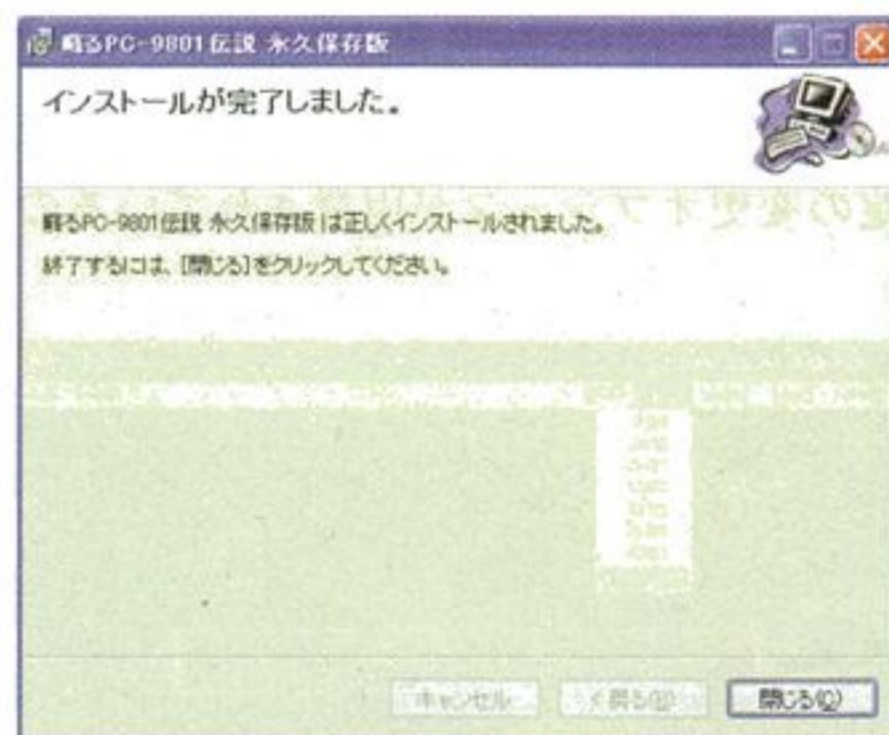 蘇るPC-9801伝説 永久保存版
インストールが完了しました。
蘇るPC-9801伝説 永久保存版 は正しくインストールされました。
終了するには、[閉じる]をクリックしてください。
キャンセル
< 戻る(B)
閉じる(C)